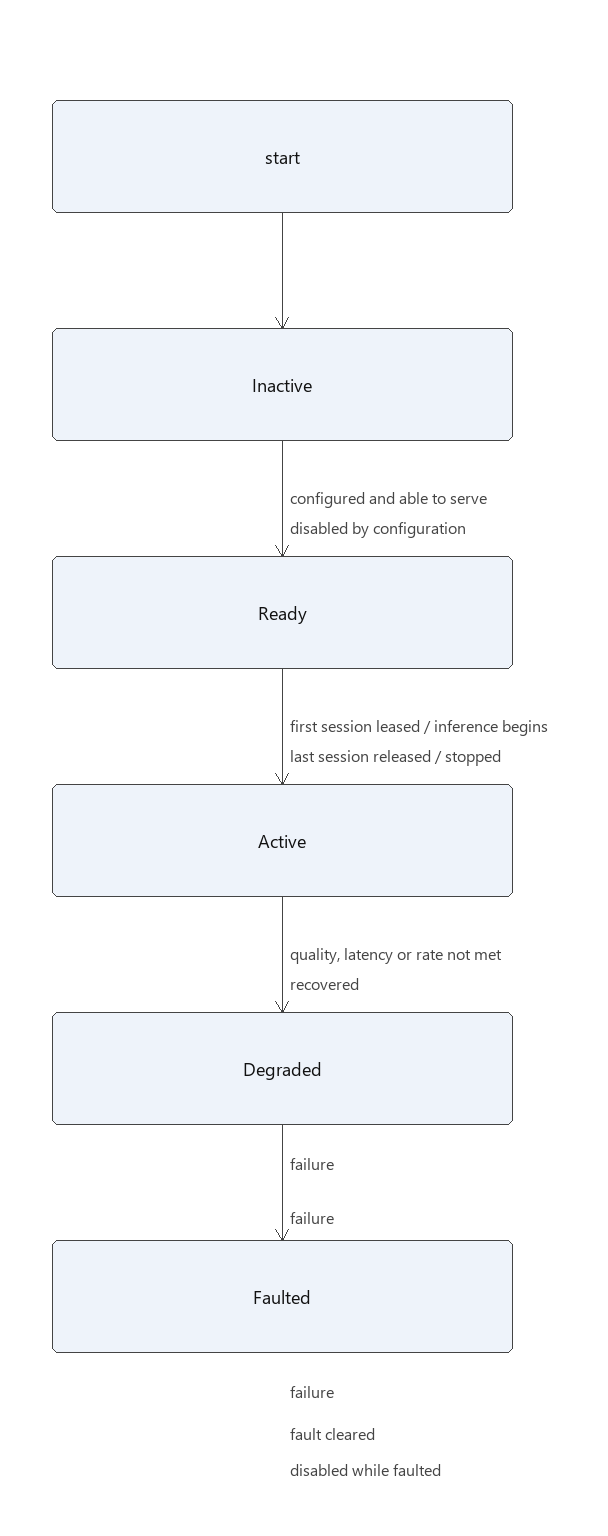 start
Inactive
configured and able to serve
disabled by configuration
Ready
first session leased / inference begins
last session released / stopped
Active
quality, latency or rate not met
recovered
Degraded
failure
failure
Faulted
failure
fault cleared
disabled while faulted